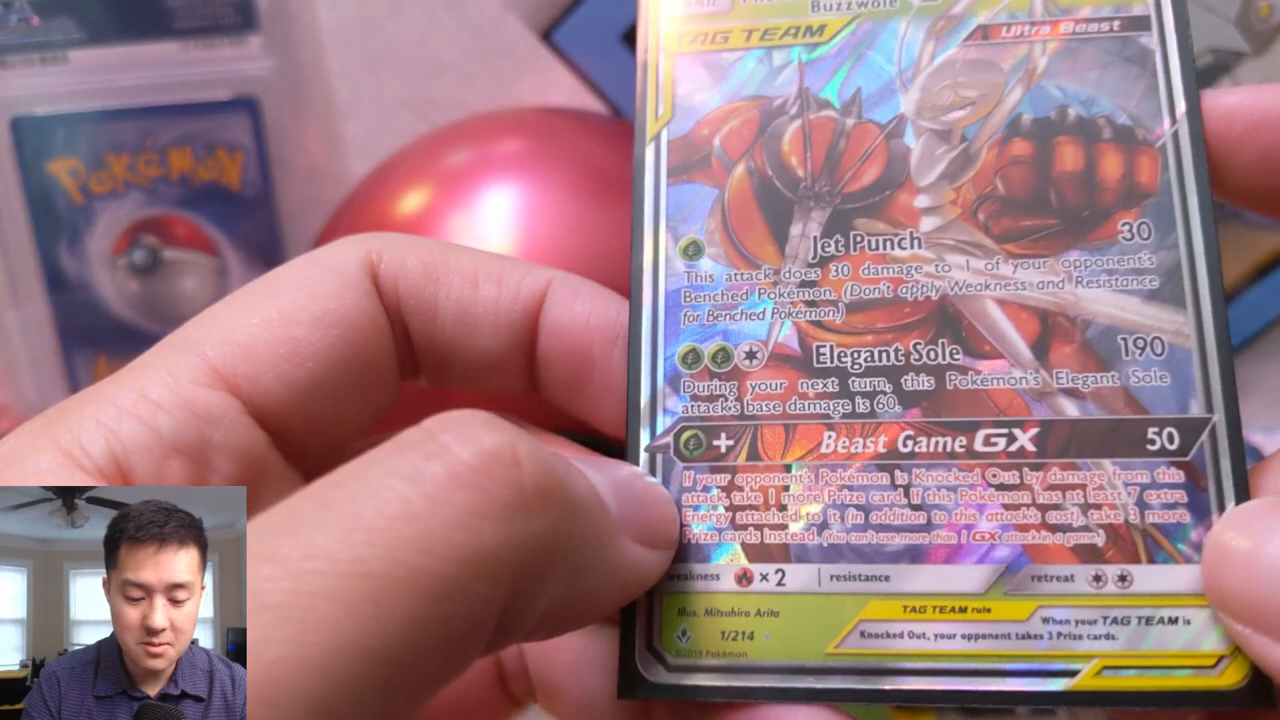 Buzzwole
TAG TEAM
Ultra Beast
Pokémon
Jet Punch 30
This attack does 30 damage to 1 of your opponent's
Benched Pokémon. (Don't apply Weakness and Resistance
for Benched Pokémon.)
Elegant Sole 190
During your next turn, this Pokémon's Elegant Sole
attack's base damage is 60.
+ Beast Game GX 50
If your opponent's Pokémon is Knocked Out by damage from this
attack, take 1 more Prize card. If this Pokémon has at least 7 extra
Energy attached to it (in addition to this attack's cost), take 3 more
Prize cards instead. (You can't use more than 1 GX attack in a game.)
weakness ×2 resistance retreat
Illus. Mitsuhiro Arita
1/214
©2019 Pokémon
TAG TEAM rule
When your TAG TEAM is
Knocked Out, your opponent takes 3 Prize cards.